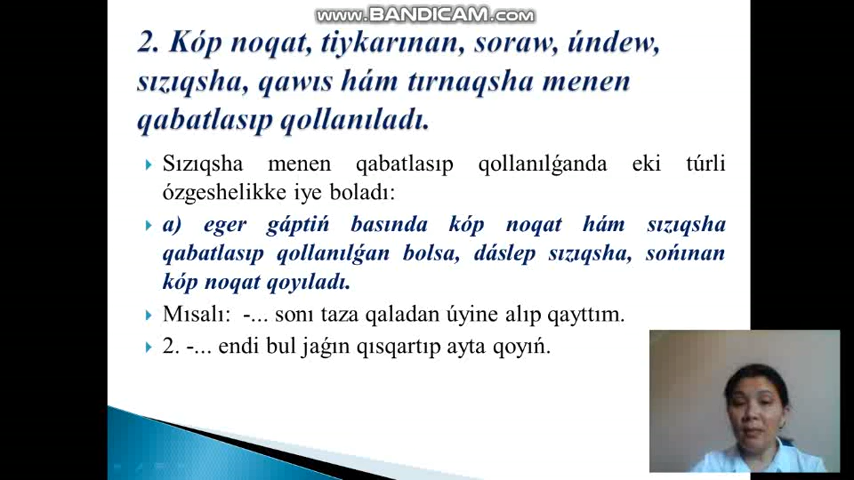 www.BANDICAM.com
2. Kóp noqat, tiykarınan, soraw, úndew,
sızıqsha, qawıs hám tırnaqsha menen
qabatlasıp qollanıladı.
Sızıqsha menen qabatlasıp qollanılǵanda eki túrli
ózgeshelikke iye boladı:
a) eger gáptiń basında kóp noqat hám sızıqsha
qabatlasıp qollanılǵan bolsa, dáslep sızıqsha, sońınan
kóp noqat qoyıladı.
Mısalı: -... sonı taza qaladan úyine alıp qayttım.
2. -... endi bul jaǵın qısqartıp ayta qoyıń.